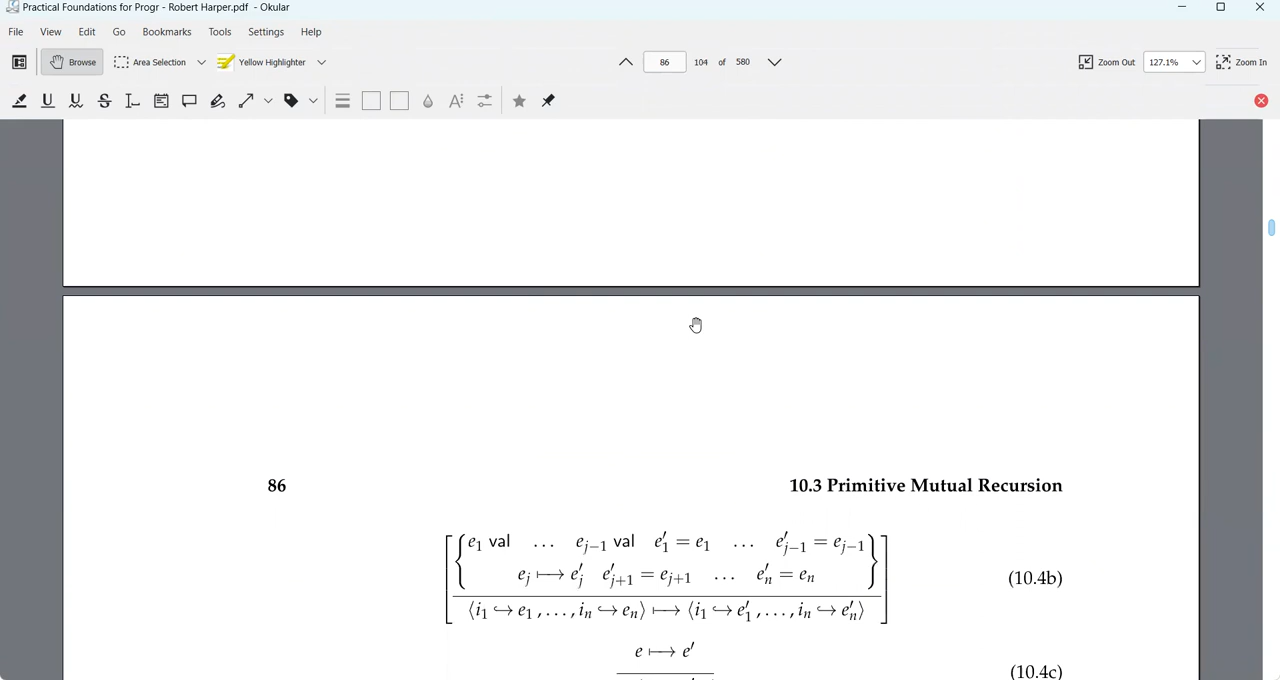 Practical Foundations for Progr - Robert Harper.pdf - Okular
File View Edit Go Bookmarks Tools Settings Help
Browse Area Selection Yellow Highlighter 86 104 of 580 Zoom Out 127.1% Zoom In
86 10.3 Primitive Mutual Recursion
e₁ val … eⱼ₋₁ val e′₁ = e₁ … e′ⱼ₋₁ = eⱼ₋₁
eⱼ ⟼ e′ⱼ e′ⱼ₊₁ = eⱼ₊₁ … e′ₙ = eₙ
(10.4b)
⟨i₁ ↪ e₁,…,iₙ ↪ eₙ⟩ ⟼ ⟨i₁ ↪ e′₁,…,iₙ ↪ e′ₙ⟩
e ⟼ e′
(10.4c)